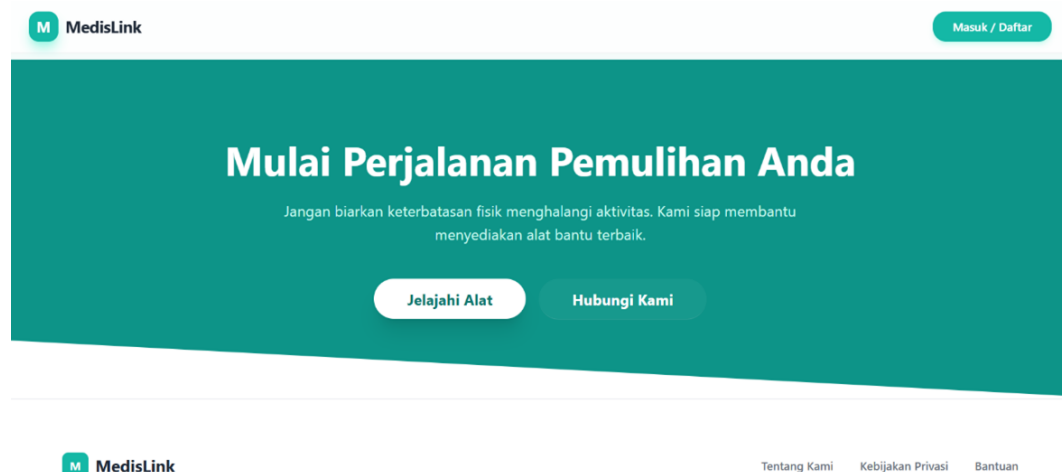 M MedisLink
Masuk / Daftar
Mulai Perjalanan Pemulihan Anda
Jangan biarkan keterbatasan fisik menghalangi aktivitas. Kami siap membantu
menyediakan alat bantu terbaik.
Jelajahi Alat
Hubungi Kami
M MedisLink
Tentang Kami
Kebijakan Privasi
Bantuan